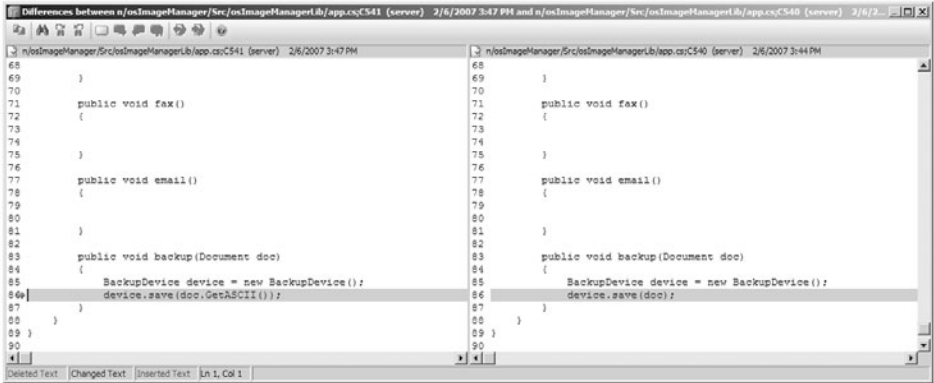 Differences between n/osImageManager/Src/osImageManagerLib/app.cs;C541 (server) 2/6/2007 3:47 PM and n/osImageManager/Src/osImageManagerLib/app.cs;C540 (server) 2/6/2...
n/osImageManager/Src/osImageManagerLib/app.cs;C541 (server) 2/6/2007 3:47 PM
68
69 }
70
71 public void fax()
72 {
73
74
75 }
76
77 public void email()
78 {
79
80
81 }
82
83 public void backup(Document doc)
84 {
85 BackupDevice device = new BackupDevice();
86 device.save(doc.GetASCII());
87 }
88 }
89 }
90
n/osImageManager/Src/osImageManagerLib/app.cs;C540 (server) 2/6/2007 3:44 PM
68
69 }
70
71 public void fax()
72 {
73
74
75 }
76
77 public void email()
78 {
79
80
81 }
82
83 public void backup(Document doc)
84 {
85 BackupDevice device = new BackupDevice();
86 device.save(doc);
87 }
88 }
89 }
90
Deleted Text Changed Text Inserted Text Ln 1, Col 1